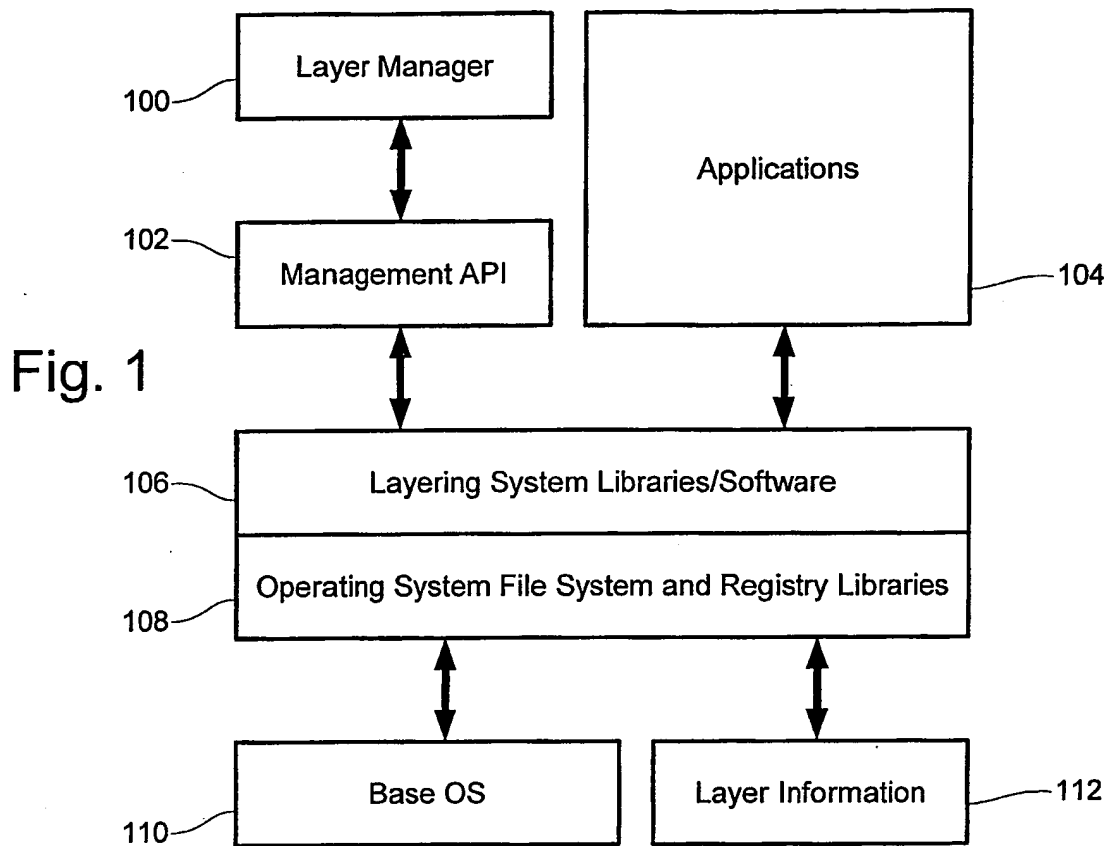 Layer Manager
100
Applications
102
Management API
104
Fig. 1
106
Layering System Libraries/Software
Operating System File System and Registry Libraries
108
Base OS
110
Layer Information
112